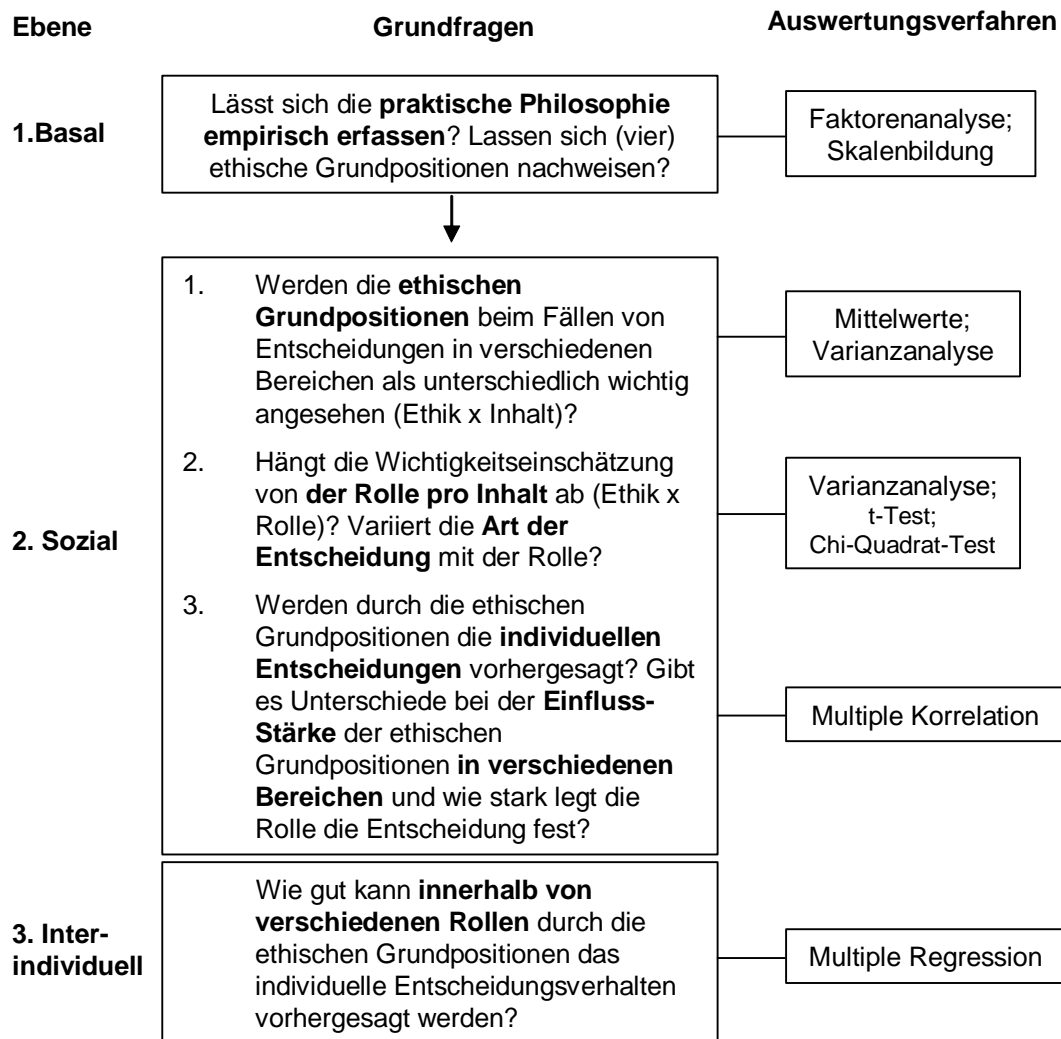 Ebene Grundfragen Auswertungsverfahren
1.Basal
Lässt sich die praktische Philosophie
empirisch erfassen? Lassen sich (vier)
ethische Grundpositionen nachweisen?
Faktorenanalyse;
Skalenbildung
2. Sozial
1. Werden die ethischen
Grundpositionen beim Fällen von
Entscheidungen in verschiedenen
Bereichen als unterschiedlich wichtig
angesehen (Ethik x Inhalt)?
Mittelwerte;
Varianzanalyse
2. Hängt die Wichtigkeitseinschätzung
von der Rolle pro Inhalt ab (Ethik x
Rolle)? Variiert die Art der
Entscheidung mit der Rolle?
Varianzanalyse;
t-Test;
Chi-Quadrat-Test
3. Werden durch die ethischen
Grundpositionen die individuellen
Entscheidungen vorhergesagt? Gibt
es Unterschiede bei der Einfluss-
Stärke der ethischen
Grundpositionen in verschiedenen
Bereichen und wie stark legt die
Rolle die Entscheidung fest?
Multiple Korrelation
3. Inter-
individuell
Wie gut kann innerhalb von
verschiedenen Rollen durch die
ethischen Grundpositionen das
individuelle Entscheidungsverhalten
vorhergesagt werden?
Multiple Regression